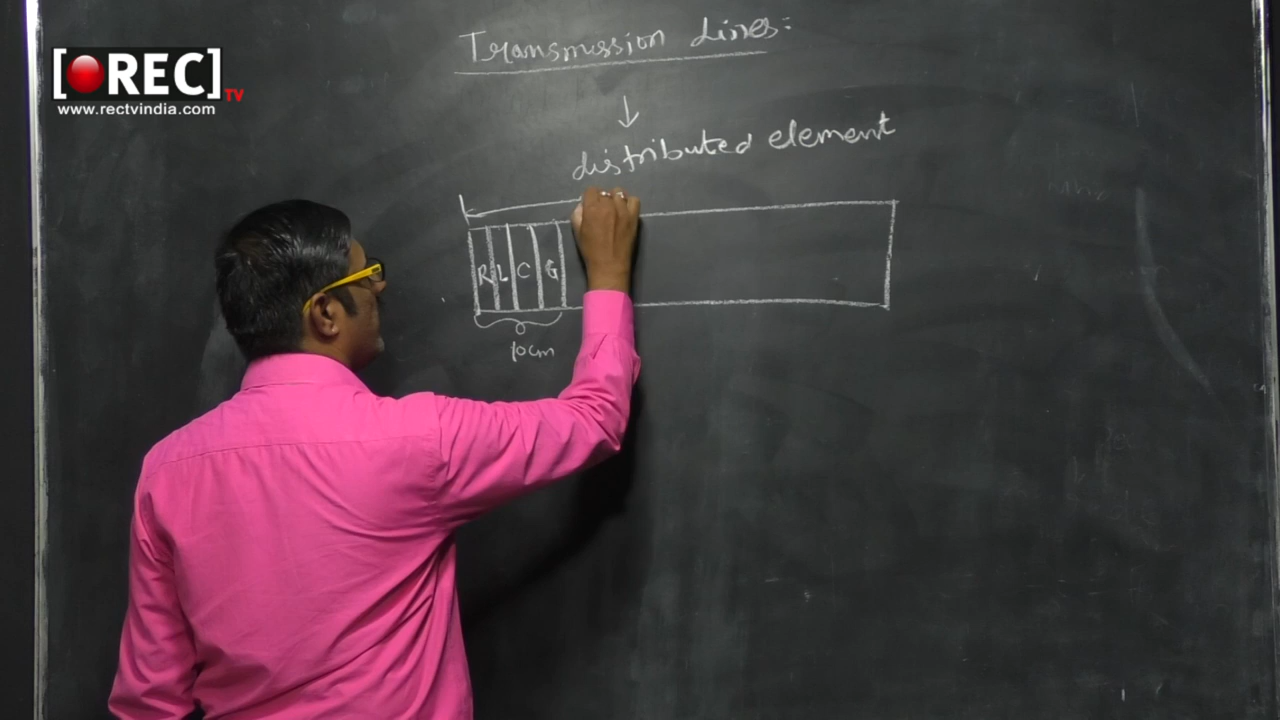 [REC]
TV
www.rectvindia.com
Transmission Lines:
↓
distributed element
R L C G
10cm